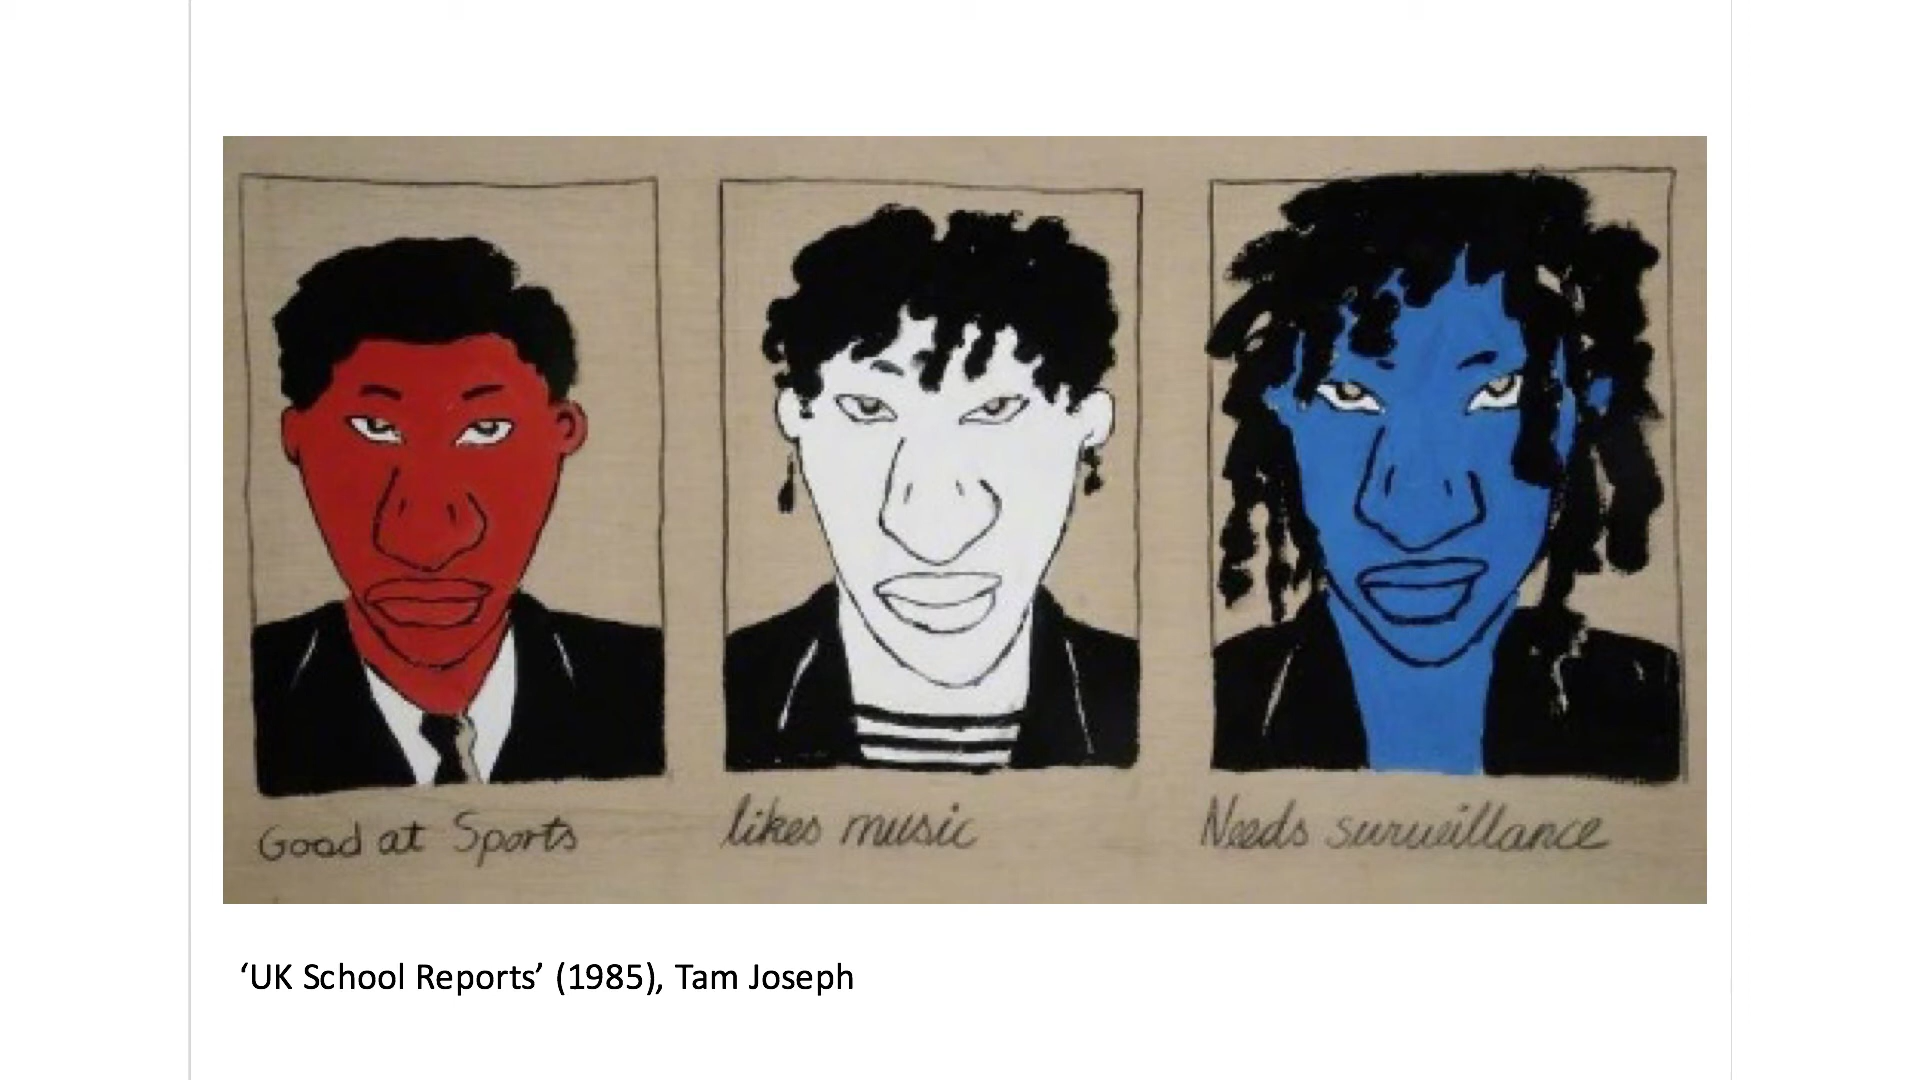 Good at Sports
likes music
Needs surveillance
‘UK School Reports’ (1985), Tam Joseph